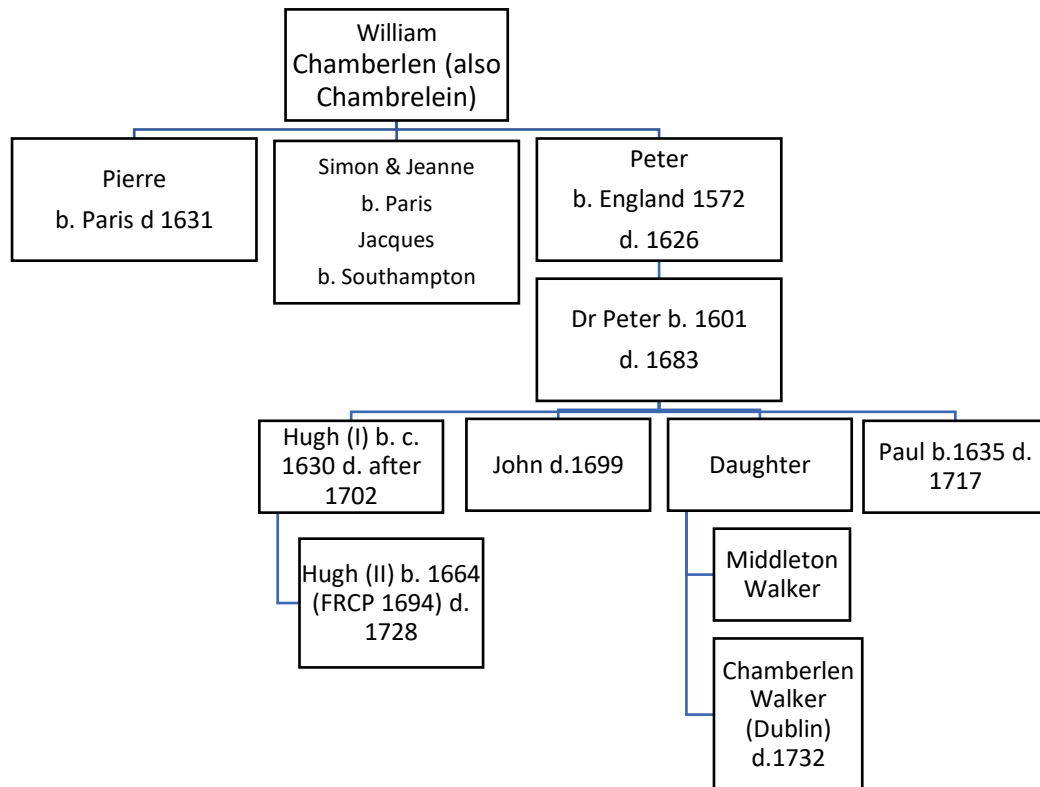 William
Chamberlen (also
Chambrelein)
Pierre
b. Paris d 1631
Simon & Jeanne
b. Paris
Jacques
b. Southampton
Peter
b. England 1572
d. 1626
Dr Peter b. 1601
d. 1683
Hugh (I) b. c.
1630 d. after
1702
John d.1699
Daughter
Paul b.1635 d.
1717
Hugh (II) b. 1664
(FRCP 1694) d.
1728
Middleton
Walker
Chamberlen
Walker
(Dublin)
d.1732